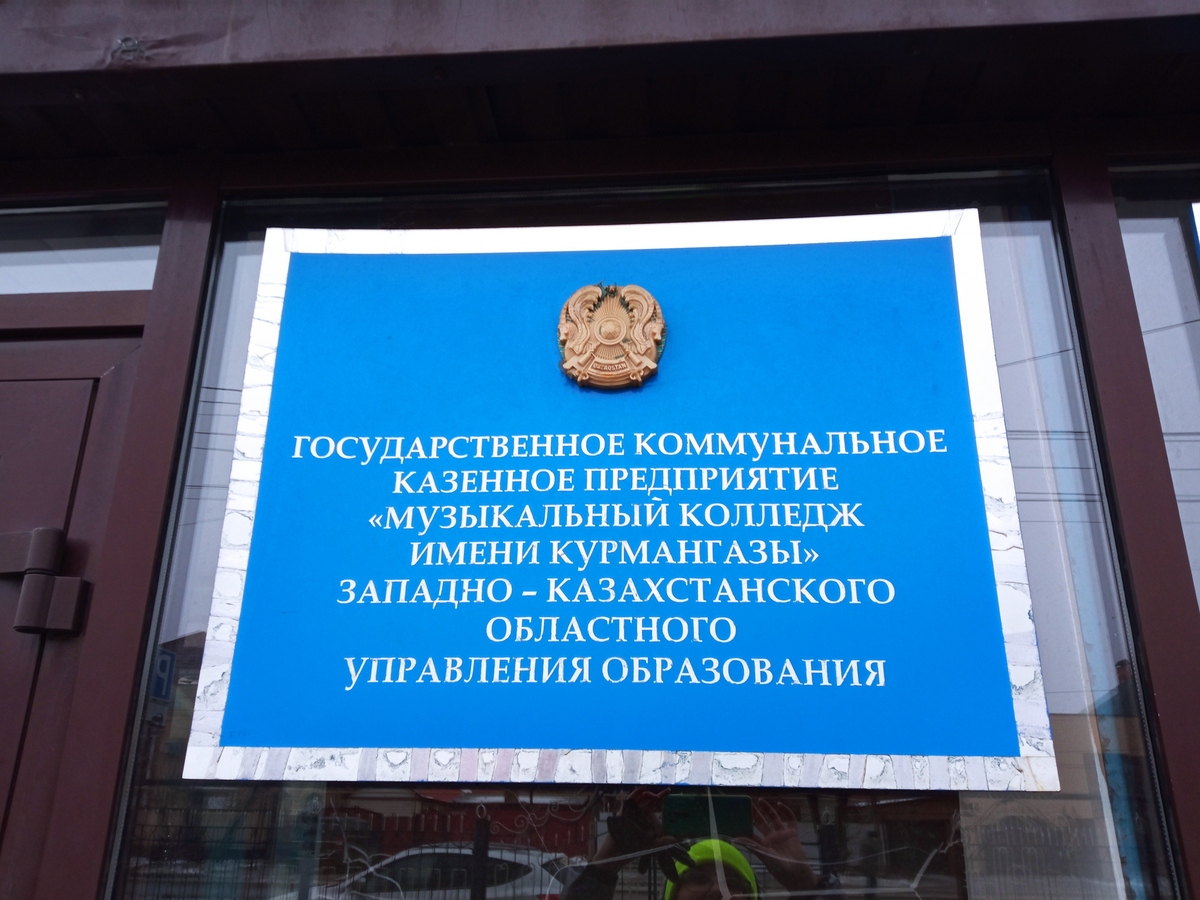 ГОСУДАРСТВЕННОЕ КОММУНАЛЬНОЕ
КАЗЕННОЕ ПРЕДПРИЯТИЕ
«МУЗЫКАЛЬНЫЙ КОЛЛЕДЖ
ИМЕНИ КУРМАНГАЗЫ»
ЗАПАДНО – КАЗАХСТАНСКОГО
ОБЛАСТНОГО
УПРАВЛЕНИЯ ОБРАЗОВАНИЯ